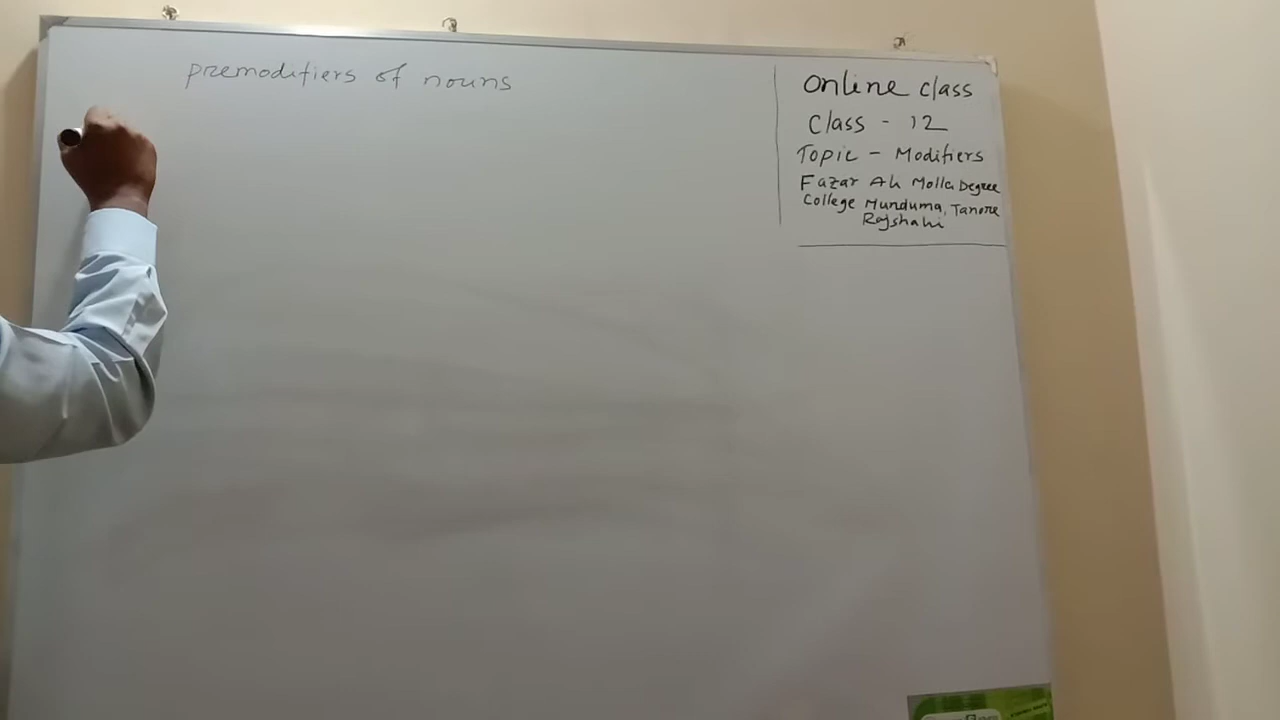 premodifiers of nouns
Online class
Class - 12
Topic - Modifiers
Fazar Ali Molla Degree
College Munduma, Tanore
Rajshahi